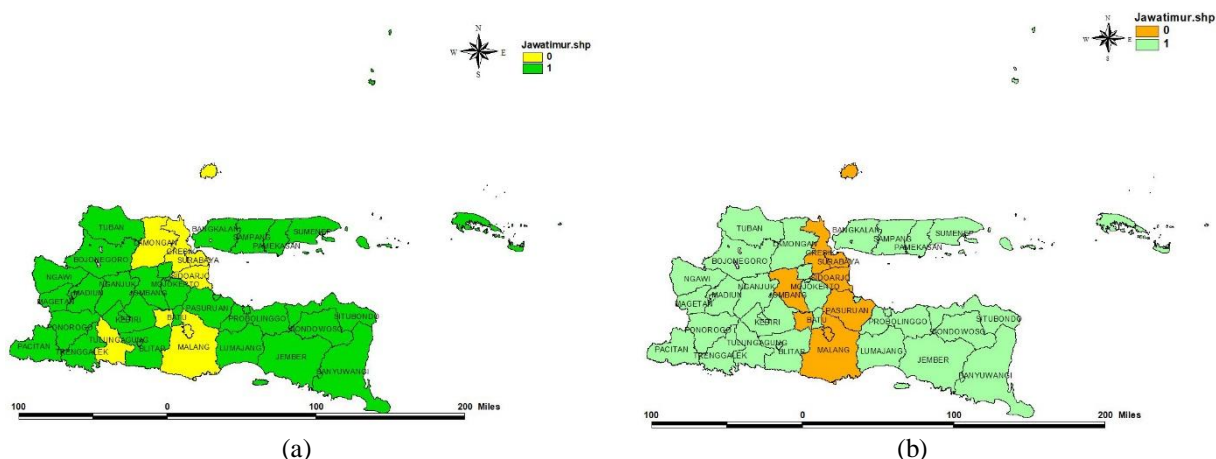 N
W E
S
Jawatimur.shp
0
1
TUBAN
LAMONGAN
GRESIK
BANGKALAN
SAMPANG
PAMEKASAN
SUMENEP
SURABAYA
BOJONEGORO
SIDOARJO
NGAWI
NGANJUK
JOMBANG
MOJOKERTO
MADIUN
MAGETAN
PASURUAN
KEDIRI
BATU
PROBOLINGGO
SITUBONDO
BONDOWOSO
PONOROGO
PACITAN
TRENGGALEK
TULUNGAGUNG
BLITAR
MALANG
LUMAJANG
JEMBER
BANYUWANGI
100 0 100 200 Miles
(a)
N
W E
S
Jawatimur.shp
0
1
TUBAN
LAMONGAN
GRESIK
BANGKALAN
SAMPANG
PAMEKASAN
SUMENEP
SURABAYA
BOJONEGORO
SIDOARJO
NGAWI
NGANJUK
JOMBANG
MOJOKERTO
MADIUN
MAGETAN
PASURUAN
KEDIRI
BATU
PROBOLINGGO
SITUBONDO
BONDOWOSO
PONOROGO
PACITAN
TRENGGALEK
TULUNGAGUNG
BLITAR
MALANG
LUMAJANG
JEMBER
BANYUWANGI
100 0 100 200 Miles
(b)